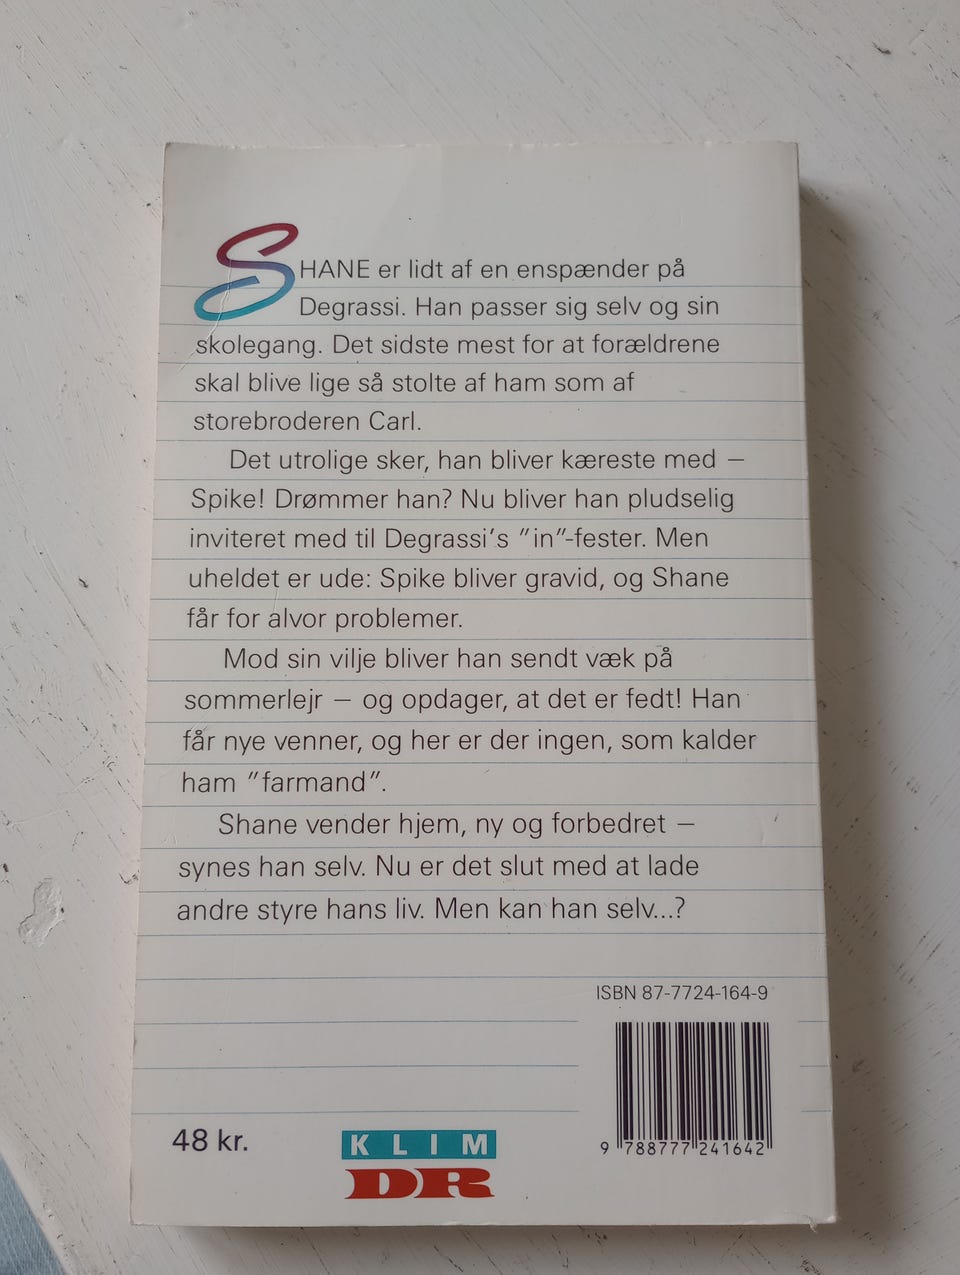 SHANE er lidt af en enspænder på
Degrassi. Han passer sig selv og sin
skolegang. Det sidste mest for at forældrene
skal blive lige så stolte af ham som af
storebroderen Carl.
Det utrolige sker, han bliver kæreste med –
Spike! Drømmer han? Nu bliver han pludselig
inviteret med til Degrassi's "in"-fester. Men
uheldet er ude: Spike bliver gravid, og Shane
får for alvor problemer.
Mod sin vilje bliver han sendt væk på
sommerlejr – og opdager, at det er fedt! Han
får nye venner, og her er der ingen, som kalder
ham "farmand".
Shane vender hjem, ny og forbedret –
synes han selv. Nu er det slut med at lade
andre styre hans liv. Men kan han selv...?
ISBN 87-7724-164-9
9 788777 241642
48 kr.
KLIM
DR